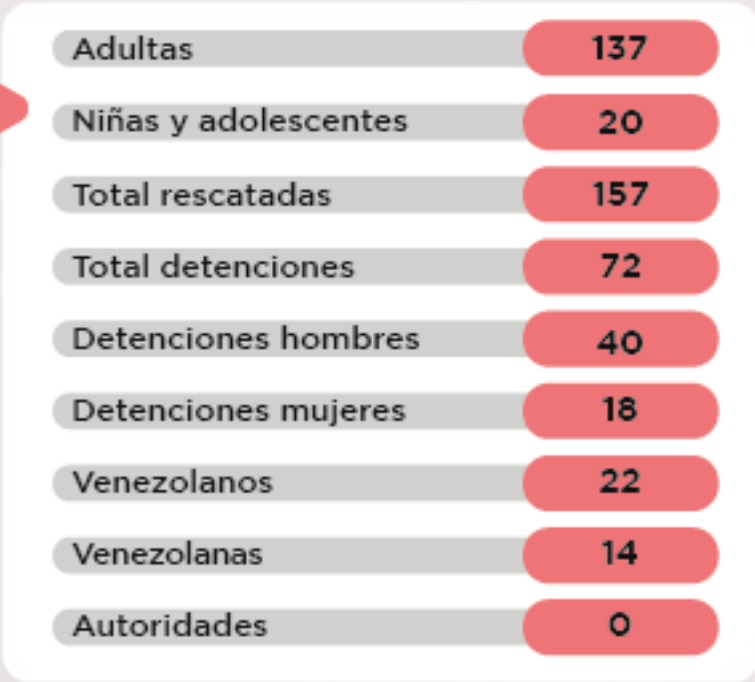 Adultas 137
Niñas y adolescentes 20
Total rescatadas 157
Total detenciones 72
Detenciones hombres 40
Detenciones mujeres 18
Venezolanos 22
Venezolanas 14
Autoridades 0